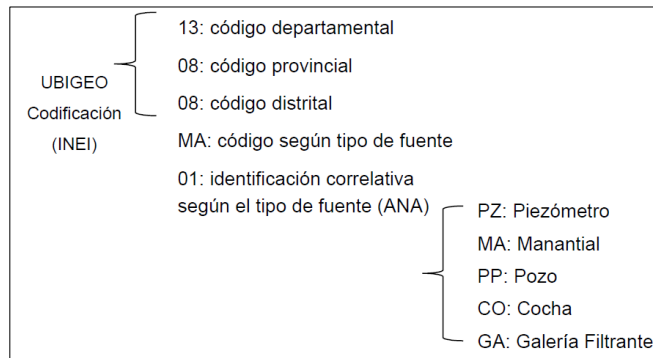 UBIGEO
Codificación
(INEI)
13: código departamental
08: código provincial
08: código distrital
MA: código según tipo de fuente
01: identificación correlativa
según el tipo de fuente (ANA)
PZ: Piezómetro
MA: Manantial
PP: Pozo
CO: Cocha
GA: Galería Filtrante